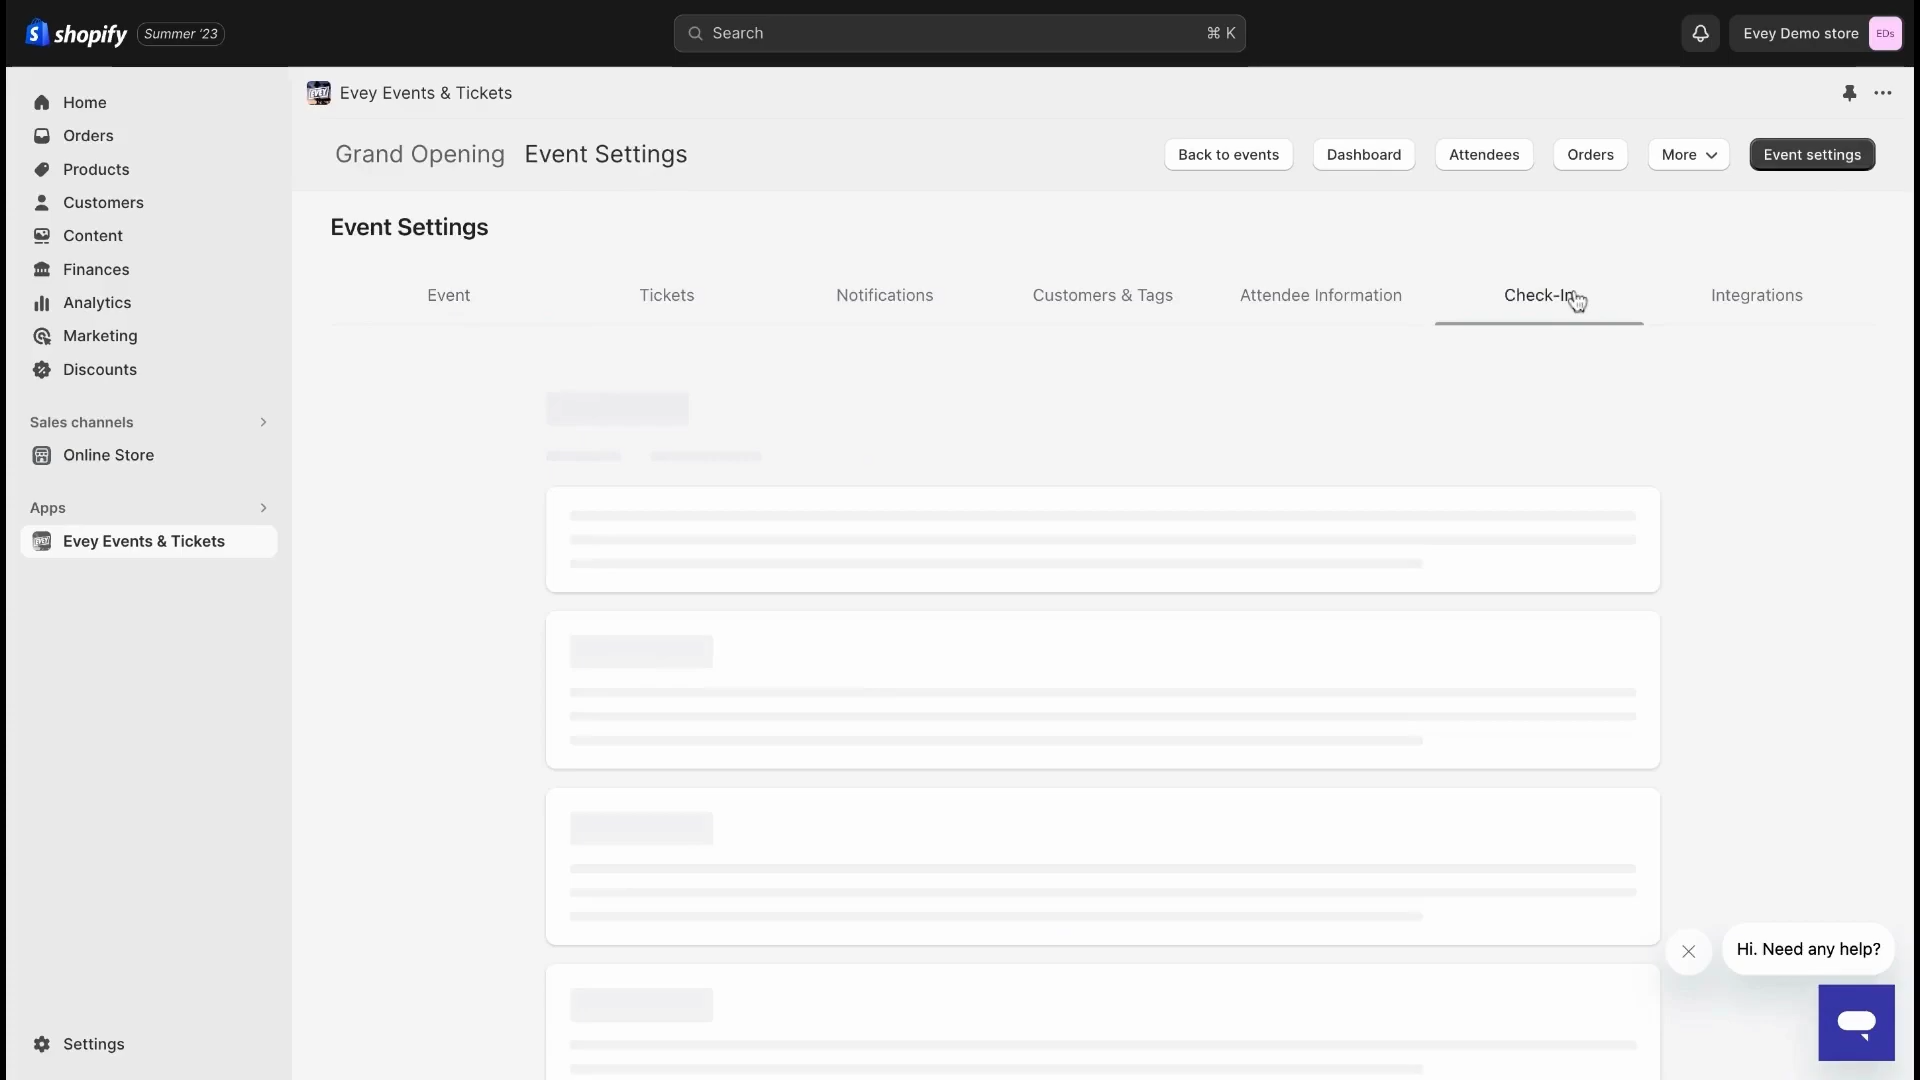 shopify Summer '23
Search ⌘ K
Evey Demo store EDs
Home
Orders
Products
Customers
Content
Finances
Analytics
Marketing
Discounts
Sales channels
Online Store
Apps
Evey Events & Tickets
Settings
EVEY Evey Events & Tickets
Grand Opening Event Settings
Back to events Dashboard Attendees Orders More Event settings
Event Settings
Event Tickets Notifications Customers & Tags Attendee Information Check-In Integrations
Hi. Need any help?